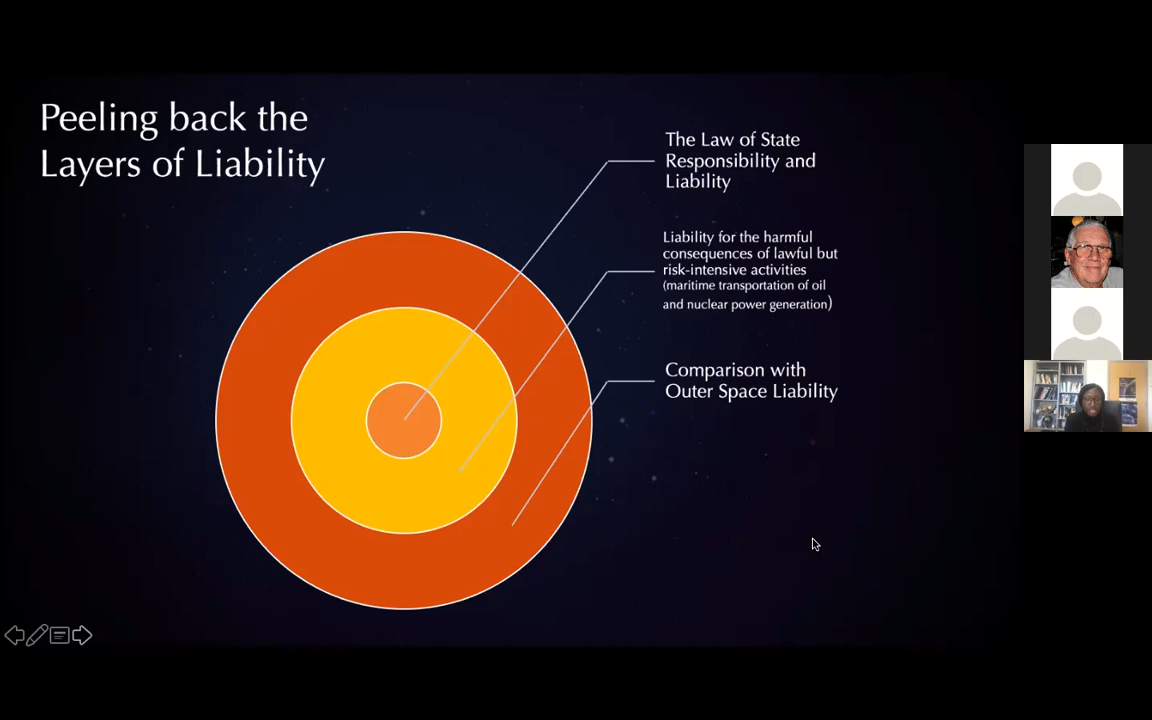 Peeling back the
Layers of Liability
The Law of State
Responsibility and
Liability
Liability for the harmful
consequences of lawful but
risk-intensive activities
(maritime transportation of oil
and nuclear power generation)
Comparison with
Outer Space Liability